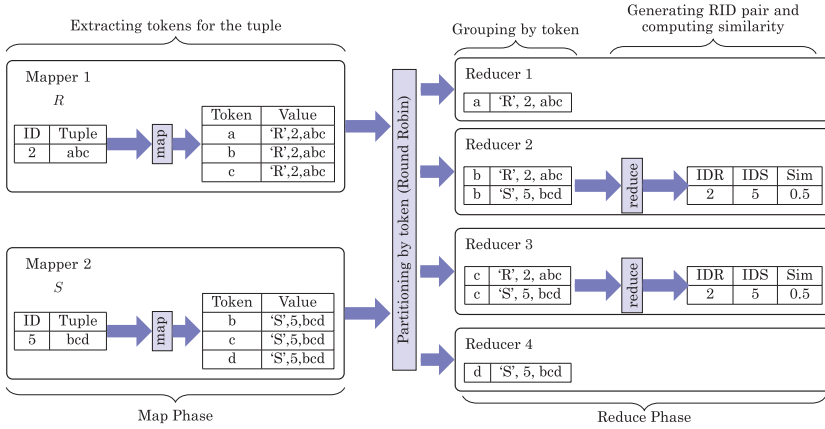 Extracting tokens for the tuple
Mapper 1
R
ID Tuple
2 abc
map
Token Value
a ‘R’,2,abc
b ‘R’,2,abc
c ‘R’,2,abc
Mapper 2
S
ID Tuple
5 bcd
map
Token Value
b ‘S’,5,bcd
c ‘S’,5,bcd
d ‘S’,5,bcd
Map Phase
Partitioning by token (Round Robin)
Grouping by token
Generating RID pair and
computing similarity
Reducer 1
a ‘R’, 2, abc
Reducer 2
b ‘R’, 2, abc
b ‘S’, 5, bcd
reduce
IDR IDS Sim
2 5 0.5
Reducer 3
c ‘R’, 2, abc
c ‘S’, 5, bcd
reduce
IDR IDS Sim
2 5 0.5
Reducer 4
d ‘S’, 5, bcd
Reduce Phase